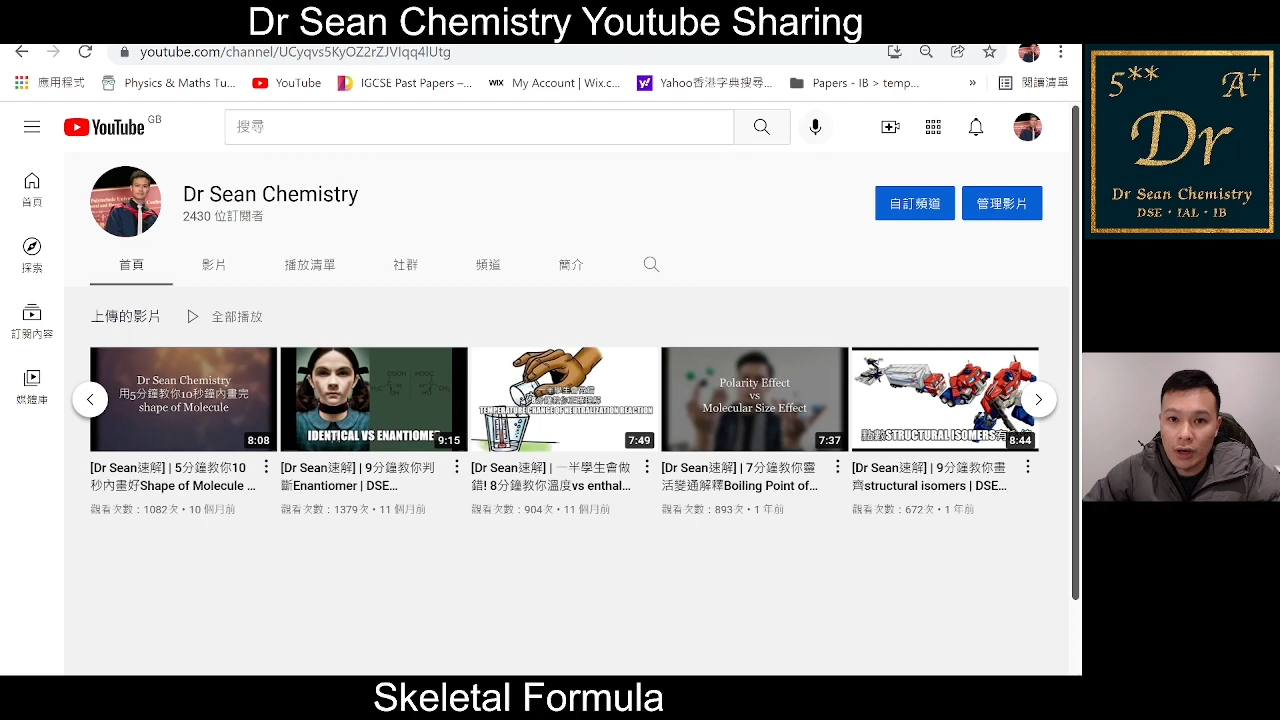 Dr Sean Chemistry Youtube Sharing
youtube.com/channel/UCyqvs5KyOZ2rZJVIqq4lUtg
應用程式 Physics & Maths Tu... YouTube IGCSE Past Papers –... WIX My Account | Wix.c... Yahoo香港字典搜尋... Papers - IB > temp... » 閱讀清單
YouTube GB 搜尋
5** A+
Dr
Dr Sean Chemistry
DSE · IAL · IB
首頁
探索
訂閱內容
媒體庫
Dr Sean Chemistry
2430 位訂閱者
自訂頻道 管理影片
首頁 影片 播放清單 社群 頻道 簡介
上傳的影片 全部播放
Dr Sean Chemistry
用5分鐘教你10秒鐘內畫完
shape of Molecule
8:08
COOH HOOC
IDENTICAL VS ENANTIOMER
9:15
TEMPERATURE CHANGE OF NEUTRALIZATION REACTION
7:49
Polarity Effect
vs
Molecular Size Effect
7:37
STRUCTURAL ISOMERS
8:44
[Dr Sean速解] | 5分鐘教你10
秒內畫好Shape of Molecule ...
觀看次數：1082次 • 10 個月前
[Dr Sean速解] | 9分鐘教你判
斷Enantiomer | DSE...
觀看次數：1379次 • 11 個月前
[Dr Sean速解] | 一半學生會做
錯! 8分鐘教你溫度vs enthal...
觀看次數：904次 • 11 個月前
[Dr Sean速解] | 7分鐘教你靈
活變通解釋Boiling Point of...
觀看次數：893次 • 1 年前
[Dr Sean速解] | 9分鐘教你畫
齊structural isomers | DSE...
觀看次數：672次 • 1 年前
Skeletal Formula